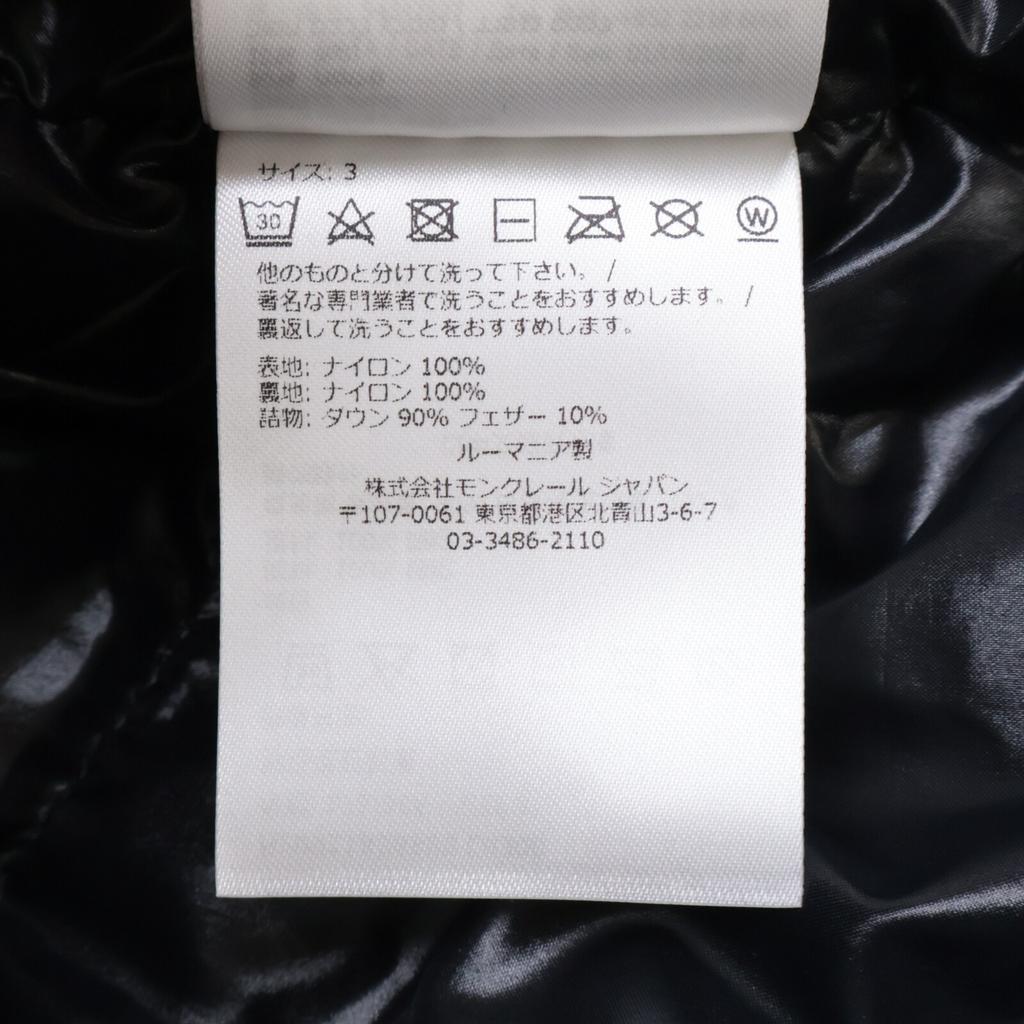 サイズ: 3
30 W
他のものと分けて洗って下さい。 /
著名な専門業者で洗うことをおすすめします。 /
裏返して洗うことをおすすめします。
表地: ナイロン 100%
裏地: ナイロン 100%
詰物: ダウン 90% フェザー 10%
ルーマニア製
株式会社モンクレール ジャパン
〒107-0061 東京都港区北青山3-6-7
03-3486-2110